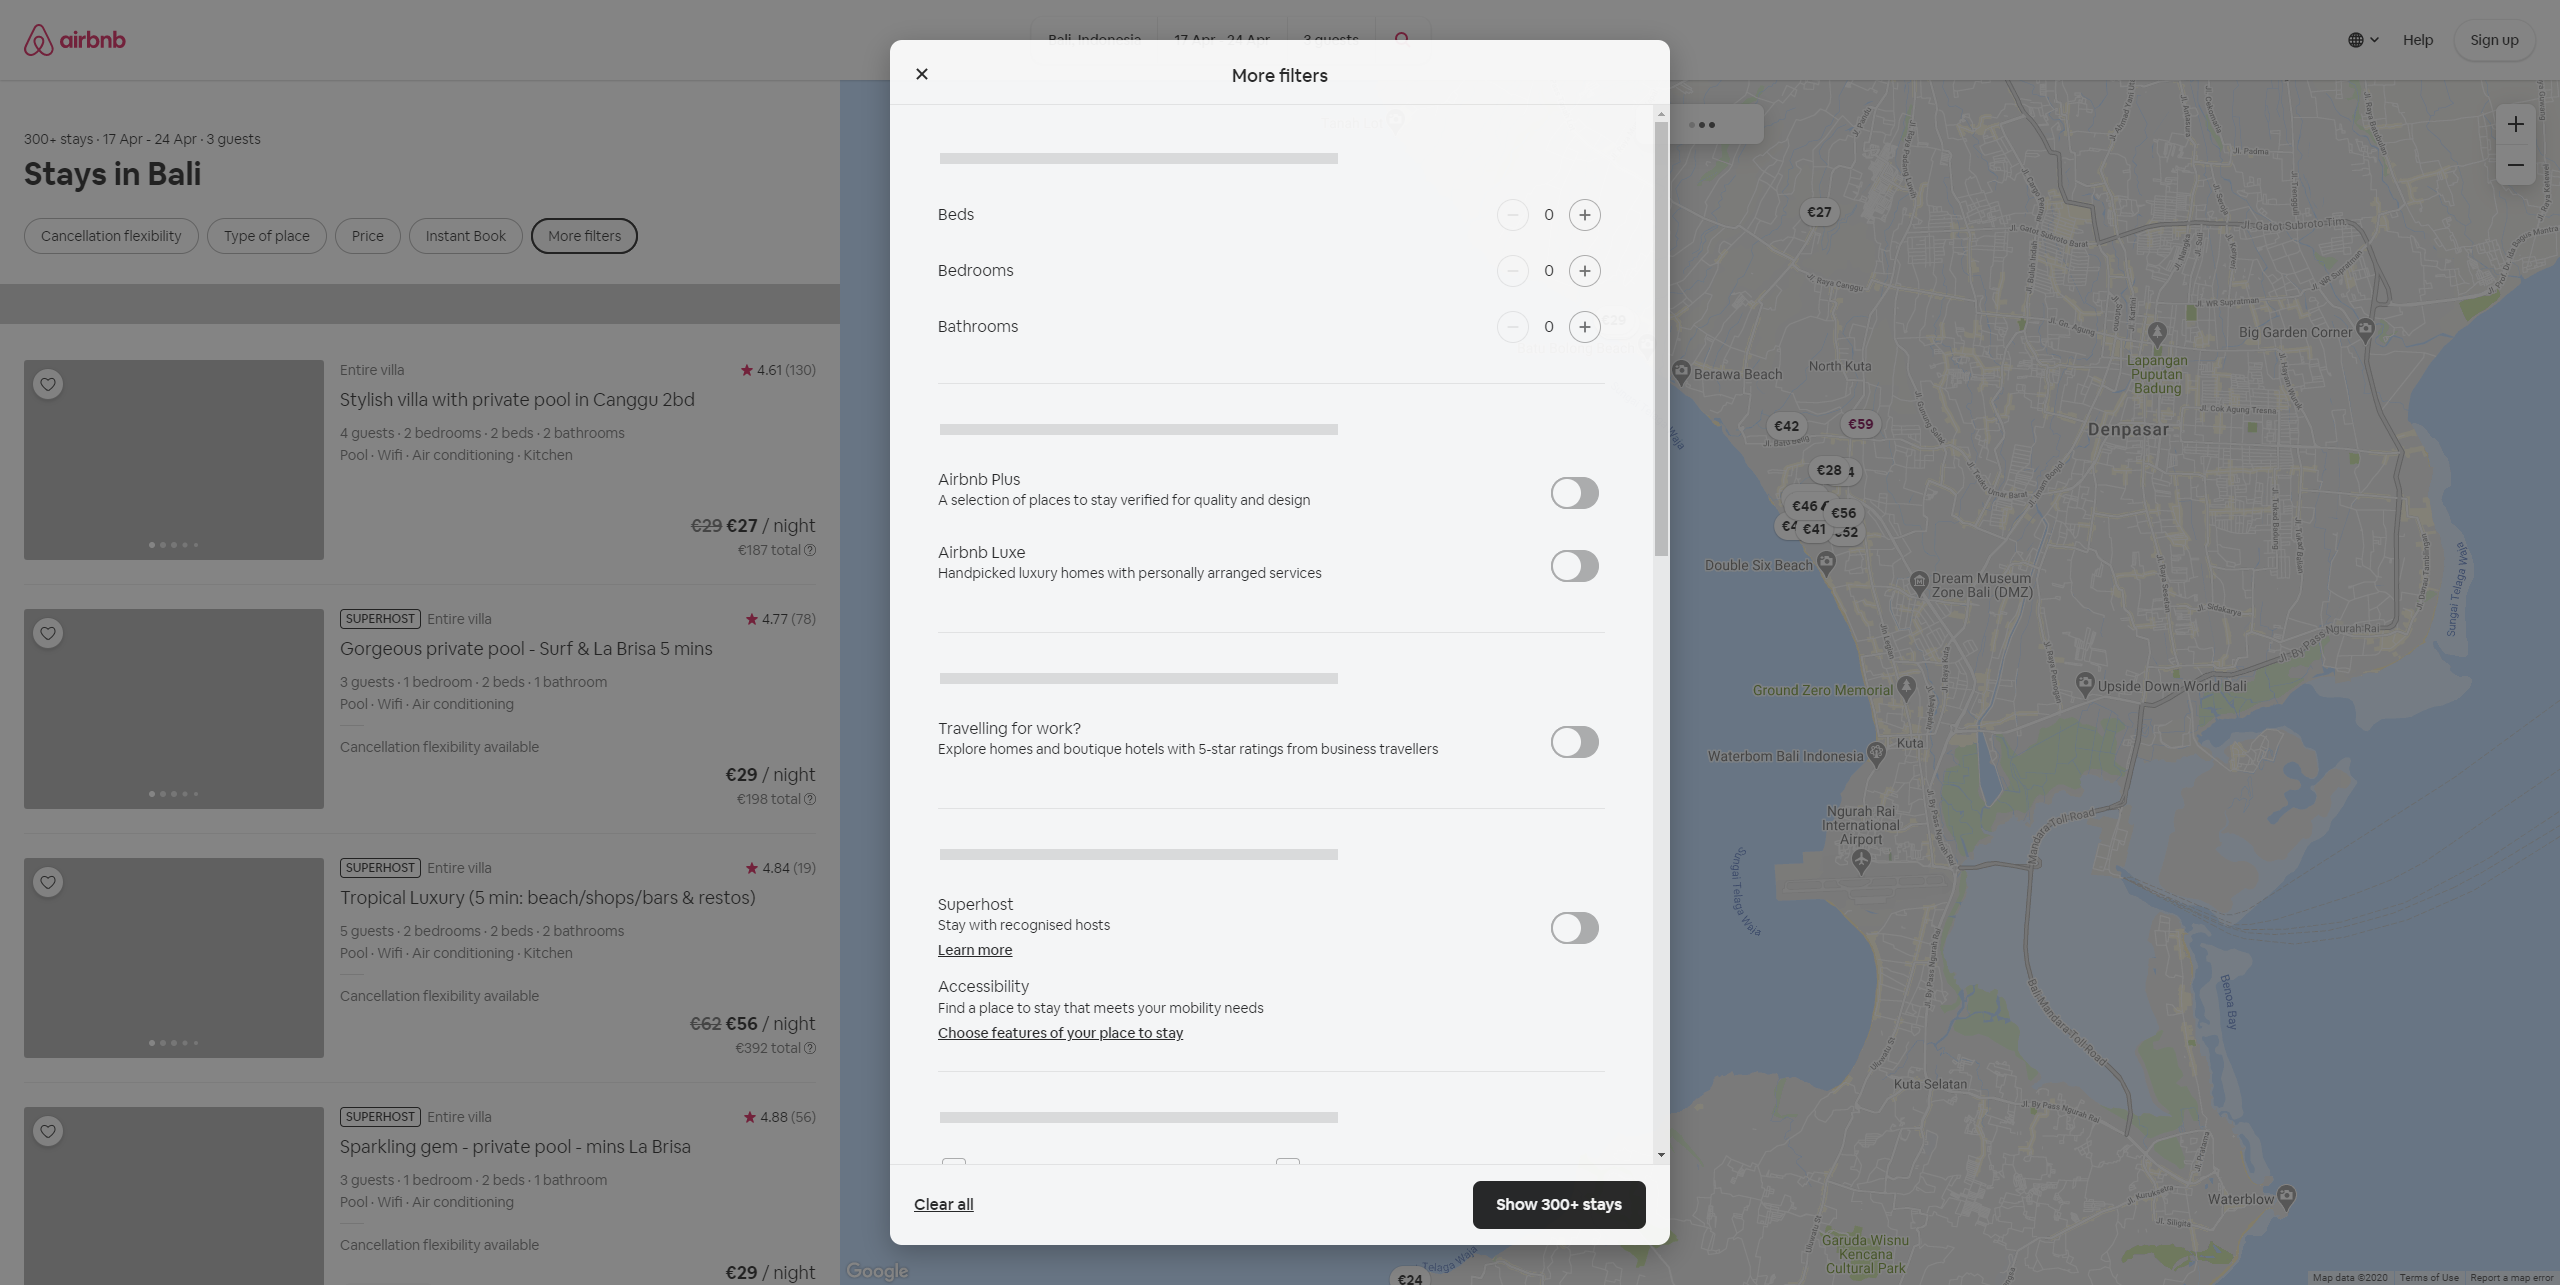 airbnb
Help
Sign up
300+ stays · 17 Apr - 24 Apr · 3 guests
Stays in Bali
Cancellation flexibility
Type of place
Price
Instant Book
More filters
Entire villa
4.61 (130)
Stylish villa with private pool in Canggu 2bd
4 guests · 2 bedrooms · 2 beds · 2 bathrooms
Pool · Wifi · Air conditioning · Kitchen
€29 €27 / night
€187 total
SUPERHOST Entire villa
4.77 (78)
Gorgeous private pool - Surf & La Brisa 5 mins
3 guests · 1 bedroom · 2 beds · 1 bathroom
Pool · Wifi · Air conditioning
Cancellation flexibility available
€29 / night
€198 total
SUPERHOST Entire villa
4.84 (19)
Tropical Luxury (5 min: beach/shops/bars & restos)
5 guests · 2 bedrooms · 2 beds · 2 bathrooms
Pool · Wifi · Air conditioning · Kitchen
Cancellation flexibility available
€62 €56 / night
€392 total
SUPERHOST Entire villa
4.88 (56)
Sparkling gem - private pool - mins La Brisa
3 guests · 1 bedroom · 2 beds · 1 bathroom
Pool · Wifi · Air conditioning
Cancellation flexibility available
€29 / night
More filters
Beds
0
Bedrooms
0
Bathrooms
0
Airbnb Plus
A selection of places to stay verified for quality and design
Airbnb Luxe
Handpicked luxury homes with personally arranged services
Travelling for work?
Explore homes and boutique hotels with 5-star ratings from business travellers
Superhost
Stay with recognised hosts
Learn more
Accessibility
Find a place to stay that meets your mobility needs
Choose features of your place to stay
Clear all
Show 300+ stays
€27
Big Garden Corner
Lapangan
Puputan
Badung
North Kuta
Berawa Beach
€42
€59
Denpasar
€28
€46
€56
€41
€52
Double Six Beach
Dream Museum
Zone Bali (DMZ)
Ground Zero Memorial
Upside Down World Bali
Kuta
Waterbom Bali Indonesia
Ngurah Rai
International
Airport
Kuta Selatan
Benoa Bay
Waterblow
Garuda Wisnu
Kencana
Cultural Park
€24
Google
Map data ©2020
Terms of Use
Report a map error